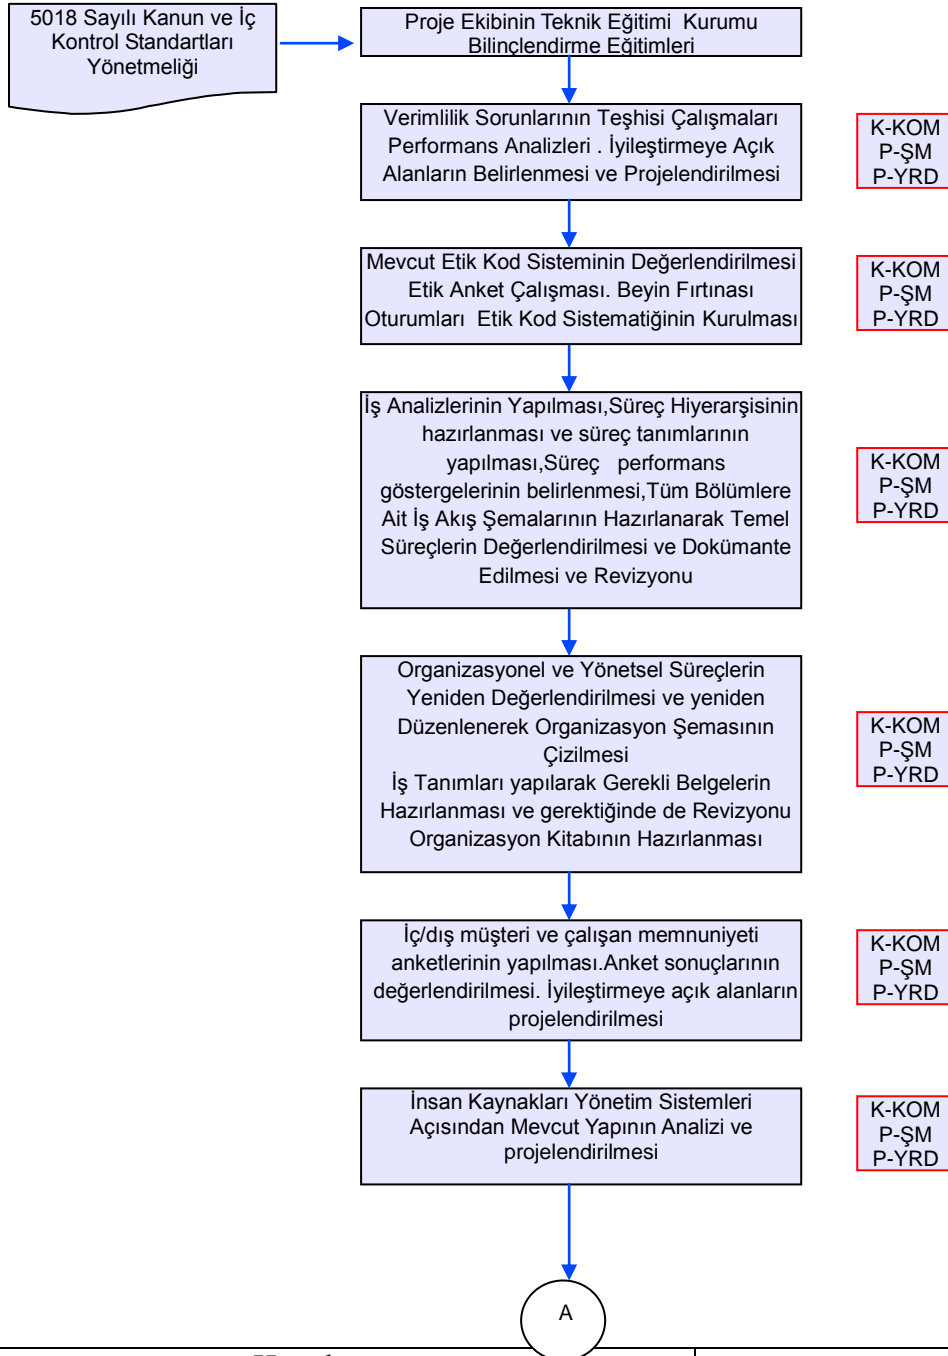 5018 Sayılı Kanun ve İç
Kontrol Standartları
Yönetmeliği
Proje Ekibinin Teknik Eğitimi Kurumu
Bilinçlendirme Eğitimleri
Verimlilik Sorunlarının Teşhisi Çalışmaları
Performans Analizleri . İyileştirmeye Açık
Alanların Belirlenmesi ve Projelendirilmesi
K-KOM
P-ŞM
P-YRD
Mevcut Etik Kod Sisteminin Değerlendirilmesi
Etik Anket Çalışması. Beyin Fırtınası
Oturumları Etik Kod Sistematiğinin Kurulması
K-KOM
P-ŞM
P-YRD
İş Analizlerinin Yapılması,Süreç Hiyerarşisinin
hazırlanması ve süreç tanımlarının
yapılması,Süreç performans
göstergelerinin belirlenmesi,Tüm Bölümlere
Ait İş Akış Şemalarının Hazırlanarak Temel
Süreçlerin Değerlendirilmesi ve Dokümante
Edilmesi ve Revizyonu
K-KOM
P-ŞM
P-YRD
Organizasyonel ve Yönetsel Süreçlerin
Yeniden Değerlendirilmesi ve yeniden
Düzenlenerek Organizasyon Şemasının
Çizilmesi
İş Tanımları yapılarak Gerekli Belgelerin
Hazırlanması ve gerektiğinde de Revizyonu
Organizasyon Kitabının Hazırlanması
K-KOM
P-ŞM
P-YRD
İç/dış müşteri ve çalışan memnuniyeti
anketlerinin yapılması.Anket sonuçlarının
değerlendirilmesi. İyileştirmeye açık alanların
projelendirilmesi
K-KOM
P-ŞM
P-YRD
İnsan Kaynakları Yönetim Sistemleri
Açısından Mevcut Yapının Analizi ve
projelendirilmesi
K-KOM
P-ŞM
P-YRD
A